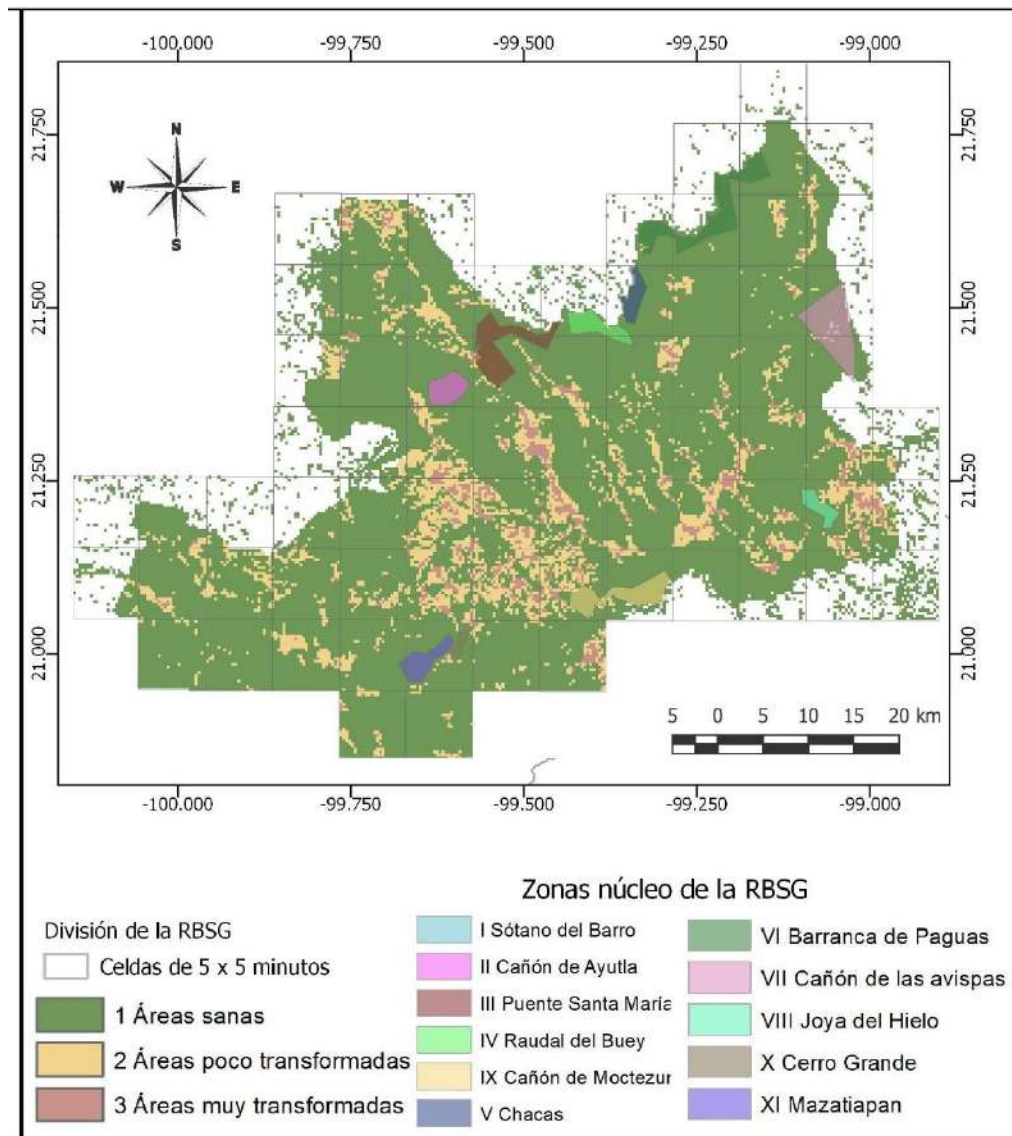 -100.000 -99.750 -99.500 -99.250 -99.000
21.750 21.750
N
W E
S
21.500 21.500
21.250 21.250
21.000 21.000
5 0 5 10 15 20 km
-100.000 -99.750 -99.500 -99.250 -99.000
División de la RBSG
Celdas de 5 x 5 minutos
1 Áreas sanas
2 Áreas poco transformadas
3 Áreas muy transformadas
Zonas núcleo de la RBSG
I Sótano del Barro
II Cañón de Ayutla
III Puente Santa María
IV Raudal del Buey
IX Cañón de Moctezur
V Chacas
VI Barranca de Paguas
VII Cañón de las avispas
VIII Joya del Hielo
X Cerro Grande
XI Mazatiapan